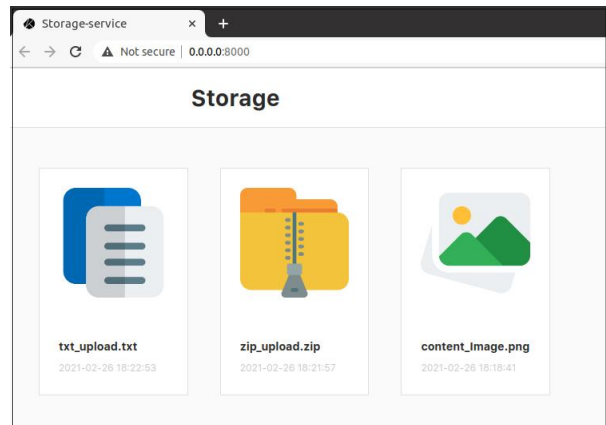 Storage-service
Not secure | 0.0.0.0:8000
Storage
txt_upload.txt
2021-02-26 18:22:53
zip_upload.zip
2021-02-26 18:21:57
content_Image.png
2021-02-26 18:18:41